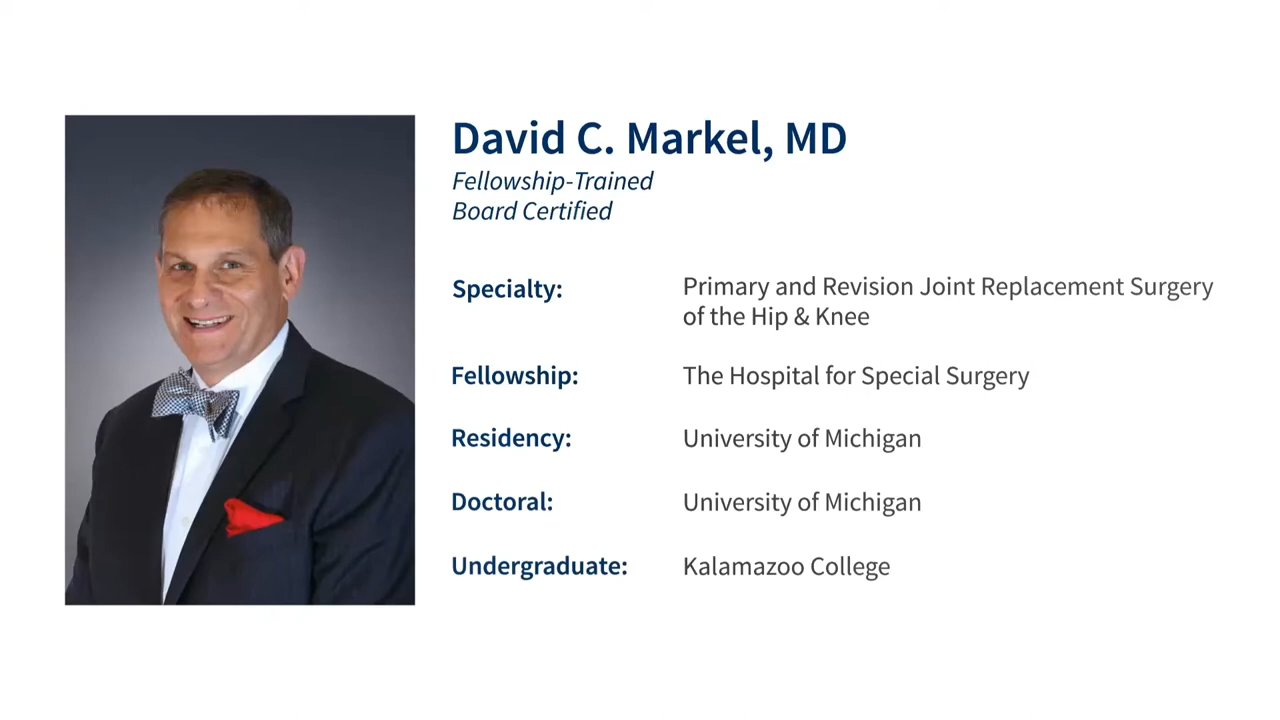 David C. Markel, MD
Fellowship-Trained
Board Certified
Specialty: Primary and Revision Joint Replacement Surgery
of the Hip & Knee
Fellowship: The Hospital for Special Surgery
Residency: University of Michigan
Doctoral: University of Michigan
Undergraduate: Kalamazoo College